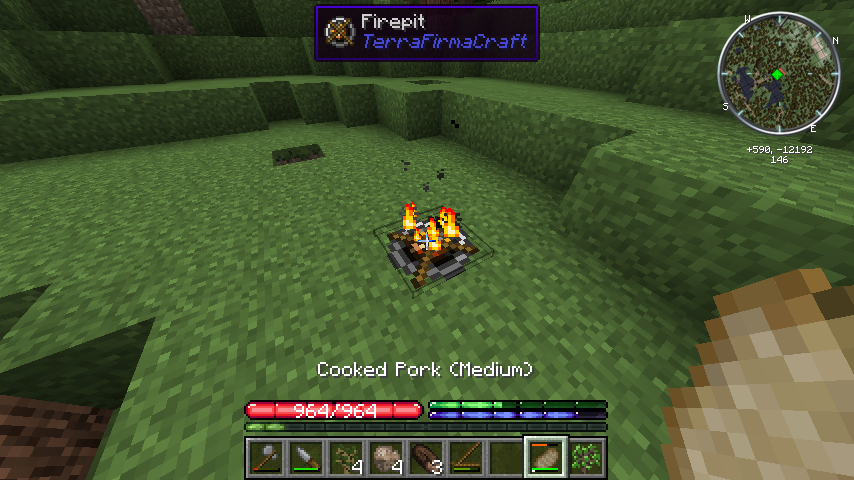 Firepit
TerraFirmaCraft
W
N
S
E
+590, -12192
146
Cooked Pork (Medium)
964/964
4
4
3